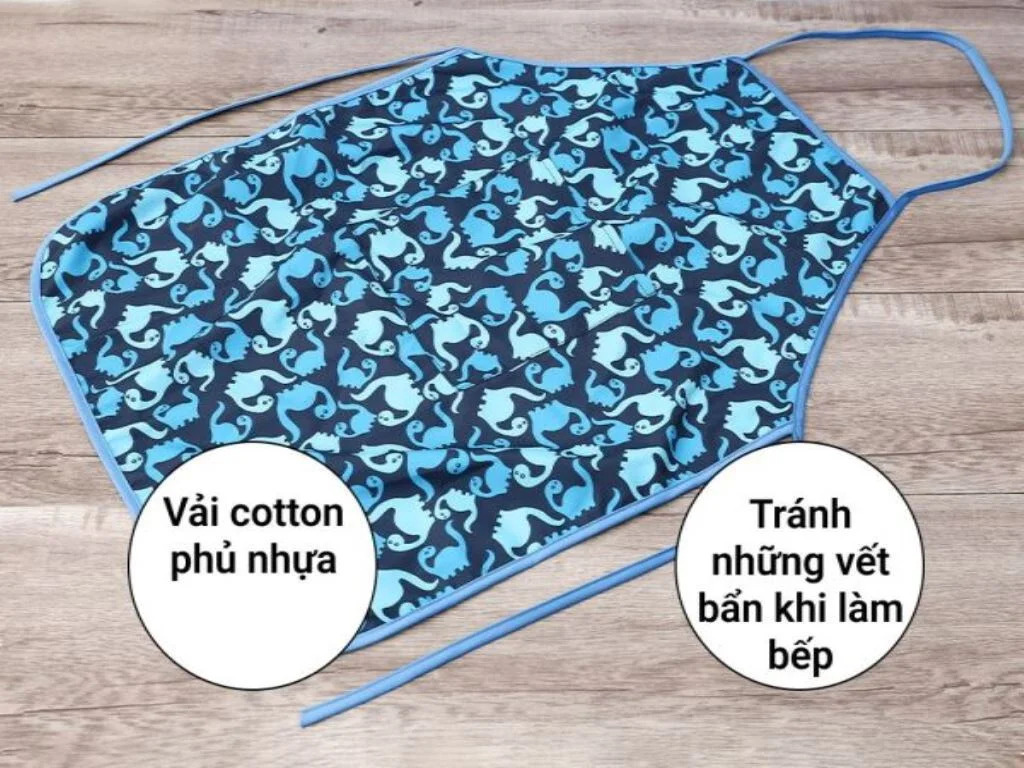 Vải cotton
phủ nhựa
Tránh
những vết
bẩn khi làm
bếp